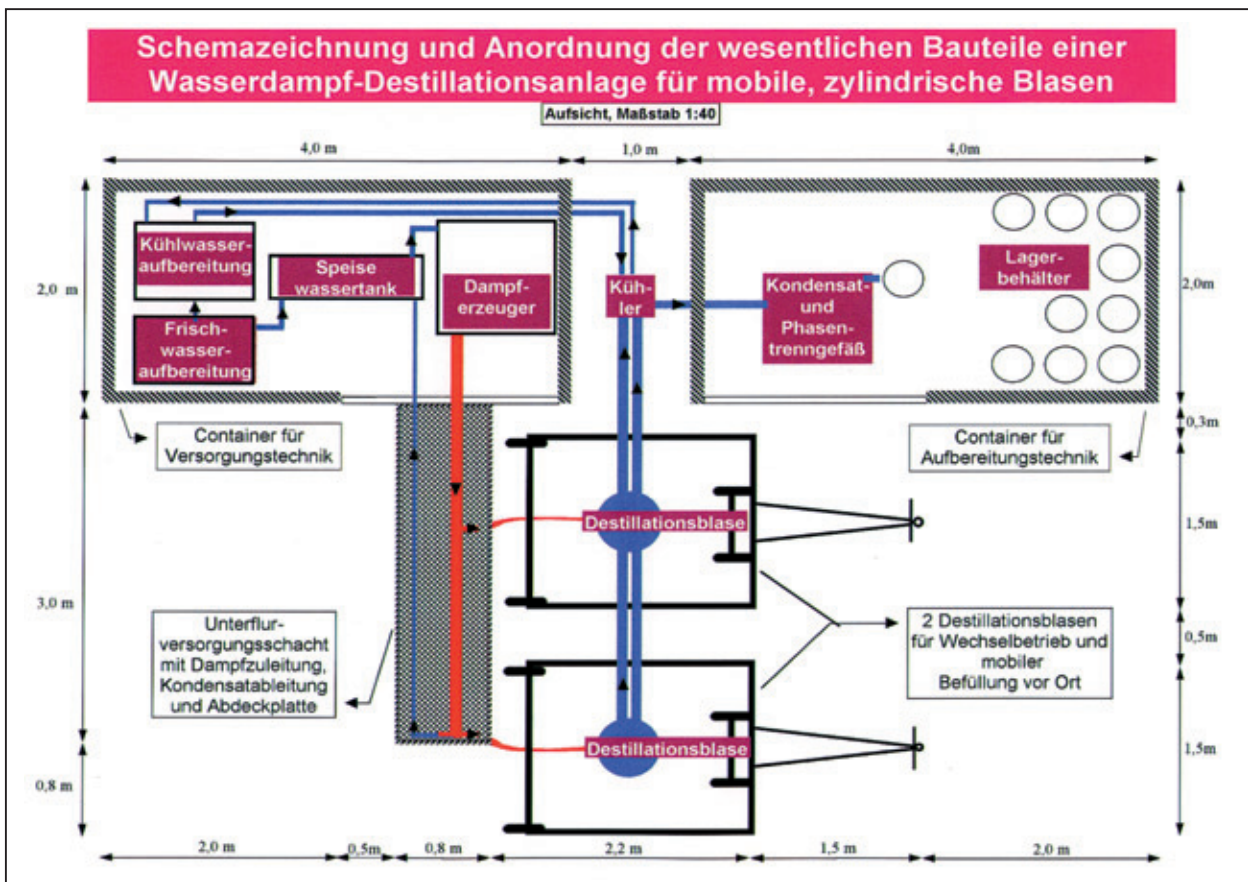 Schemazeichnung und Anordnung der wesentlichen Bauteile einer
Wasserdampf-Destillationsanlage für mobile, zylindrische Blasen
Aufsicht, Maßstab 1:40
4,0 m
1,0 m
4,0m
2,0 m
Kühlwasser-
aufbereitung
Speise
wassertank
Dampf-
erzeuger
Frisch-
wasser-
aufbereitung
Küh-
ler
Kondensat-
und
Phasen-
trenngefäß
Lager-
behälter
2,0m
Container für
Versorgungstechnik
Container für
Aufbereitungstechnik
0,3m
Destillationsblase
1,5m
3,0 m
Unterflur-
versorgungsschacht
mit Dampfzuleitung,
Kondensatableitung
und Abdeckplatte
2 Destillationsblasen
für Wechselbetrieb und
mobiler
Befüllung vor Ort
0,5m
Destillationsblase
1,5m
0,8 m
2,0 m
0,5m
0,8 m
2,2 m
1,5 m
2,0 m